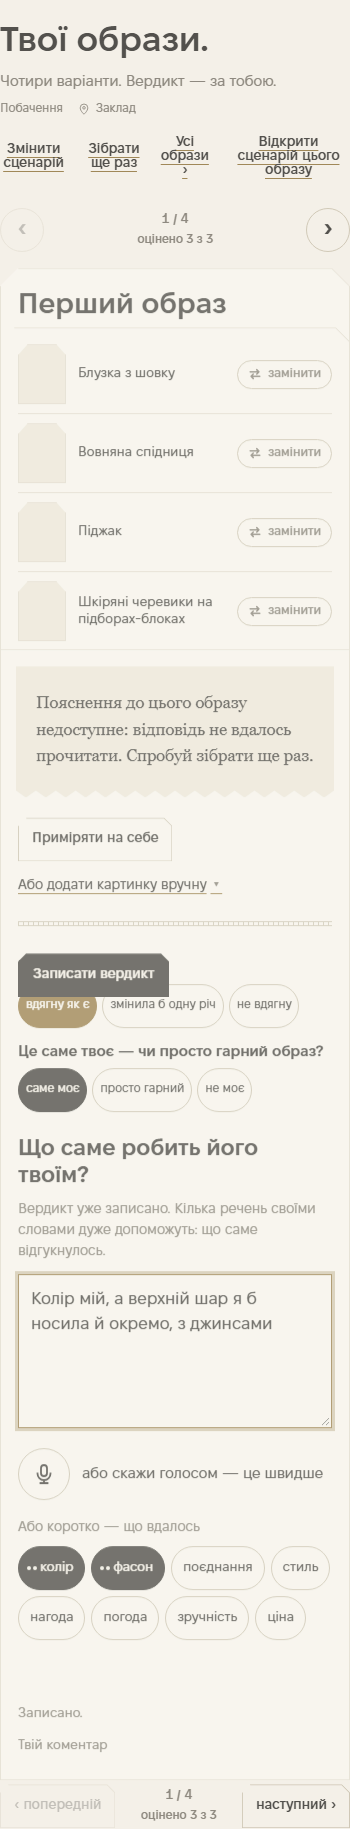 Твої образи.
Чотири варіанти. Вердикт — за тобою.
Побачення Заклад
Змінити
сценарій
Зібрати
ще раз
Усі
образи
›
Відкрити
сценарій цього
образу
‹
1 / 4
оцінено 3 з 3
›
Перший образ
Блузка з шовку
замінити
Вовняна спідниця
замінити
Піджак
замінити
Шкіряні черевики на
підборах-блоках
замінити
Пояснення до цього образу
недоступне: відповідь не вдалось
прочитати. Спробуй зібрати ще раз.
Приміряти на себе
Або додати картинку вручну
Записати вердикт
вдягну як є
змінила б одну річ
не вдягну
Це саме твоє — чи просто гарний образ?
саме моє
просто гарний
не моє
Що саме робить його
твоїм?
Вердикт уже записано. Кілька речень своїми
словами дуже допоможуть: що саме
відгукнулось.
Колір мій, а верхній шар я б
носила й окремо, з джинсами
або скажи голосом — це швидше
Або коротко — що вдалось
колір
фасон
поєднання
стиль
нагода
погода
зручність
ціна
Записано.
Твій коментар
‹ попередній
1 / 4
оцінено 3 з 3
наступний ›